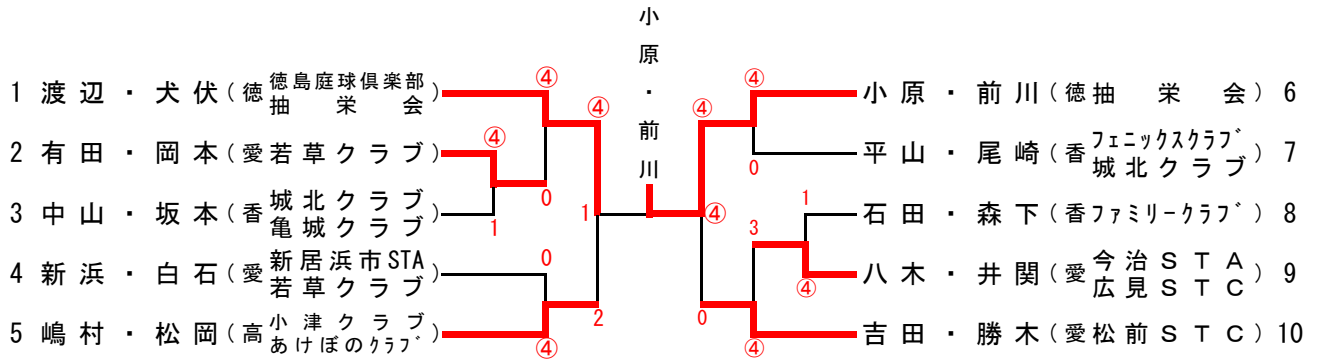 小原・前川
1 渡辺・犬伏(徳 徳島庭球倶楽部 抽栄会)
2 有田・岡本(愛 若草クラブ)
3 中山・坂本(香 城北クラブ 亀城クラブ)
4 新浜・白石(愛 新居浜市STA 若草クラブ)
5 嶋村・松岡(高 小津クラブ あけぼのクラブ)
④
④
④
1
0
1
0
2
④
④
④
0
1
3
④
④
0
④
小原・前川(徳 抽栄会) 6
平山・尾崎(香 フェニックスクラブ 城北クラブ) 7
石田・森下(香 ファミリークラブ) 8
八木・井関(愛 今治STA 広見STC) 9
吉田・勝木(愛 松前STC) 10